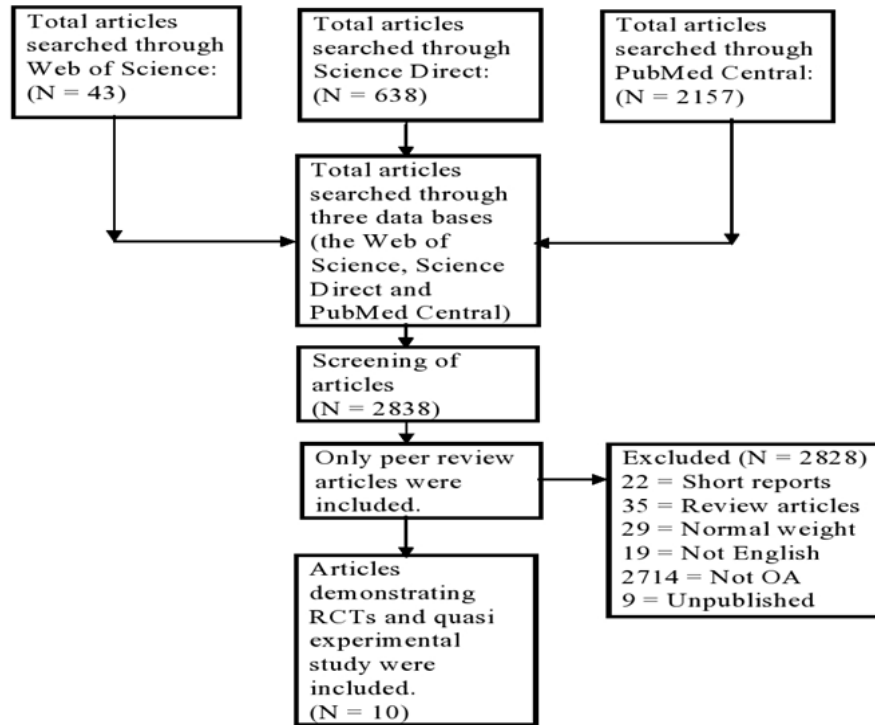 Total articles
searched through
Web of Science:
(N = 43)
Total articles
searched through
Science Direct:
(N = 638)
Total articles
searched through
PubMed Central:
(N = 2157)
Total articles
searched through
three data bases
(the Web of
Science, Science
Direct and
PubMed Central)
Screening of
articles
(N = 2838)
Only peer review
articles were
included.
Excluded (N = 2828)
22 = Short reports
35 = Review articles
29 = Normal weight
19 = Not English
2714 = Not OA
9 = Unpublished
Articles
demonstrating
RCTs and quasi
experimental
study were
included.
(N = 10)